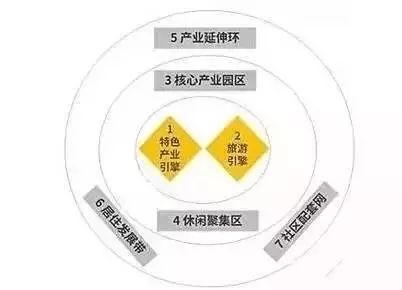 5 产业延伸环
3 核心产业园区
1
特色
产业
引擎
2
旅游
引擎
4 休闲聚集区
6 居住发展带
7 社区配套网